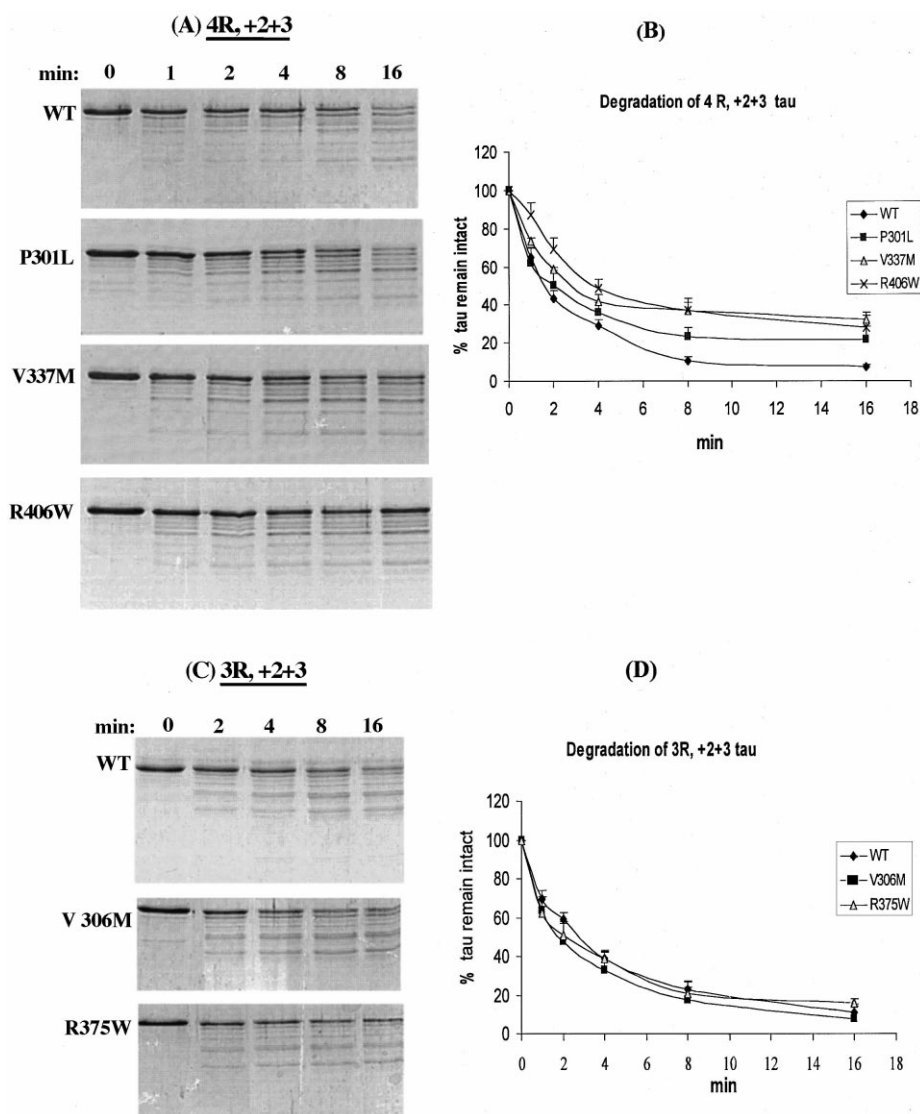 (A) 4R, +2+3
min: 0 1 2 4 8 16
WT
P301L
V337M
R406W
(B)
Degradation of 4 R, +2+3 tau
% tau remain intact
120
100
80
60
40
20
0
0 2 4 6 8 10 12 14 16 18
min
WT
P301L
V337M
R406W
(C) 3R, +2+3
min: 0 2 4 8 16
WT
V 306M
R375W
(D)
Degradation of 3R, +2+3 tau
% tau remain intact
120
100
80
60
40
20
0
0 2 4 6 8 10 12 14 16 18
min
WT
V306M
R375W